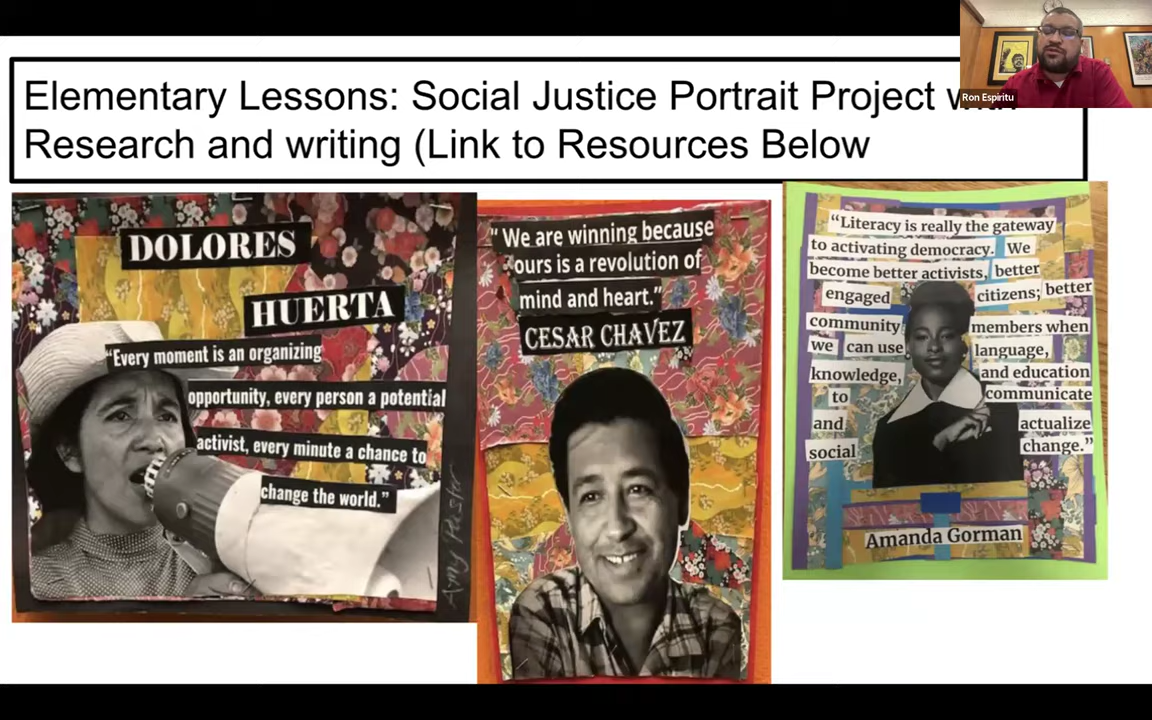 Elementary Lessons: Social Justice Portrait Project
Research and writing (Link to Resources Below
Ron Espiritu
DOLORES
HUERTA
"Every moment is an organizing
opportunity, every person a potential
activist, every minute a chance to
change the world."
"We are winning because
ours is a revolution of
mind and heart."
CESAR CHAVEZ
"Literacy is really the gateway
to activating democracy. We
become better activists, better
engaged citizens; better
community members when
we can use language,
knowledge, and education
to communicate
and actualize
social change."
Amanda Gorman